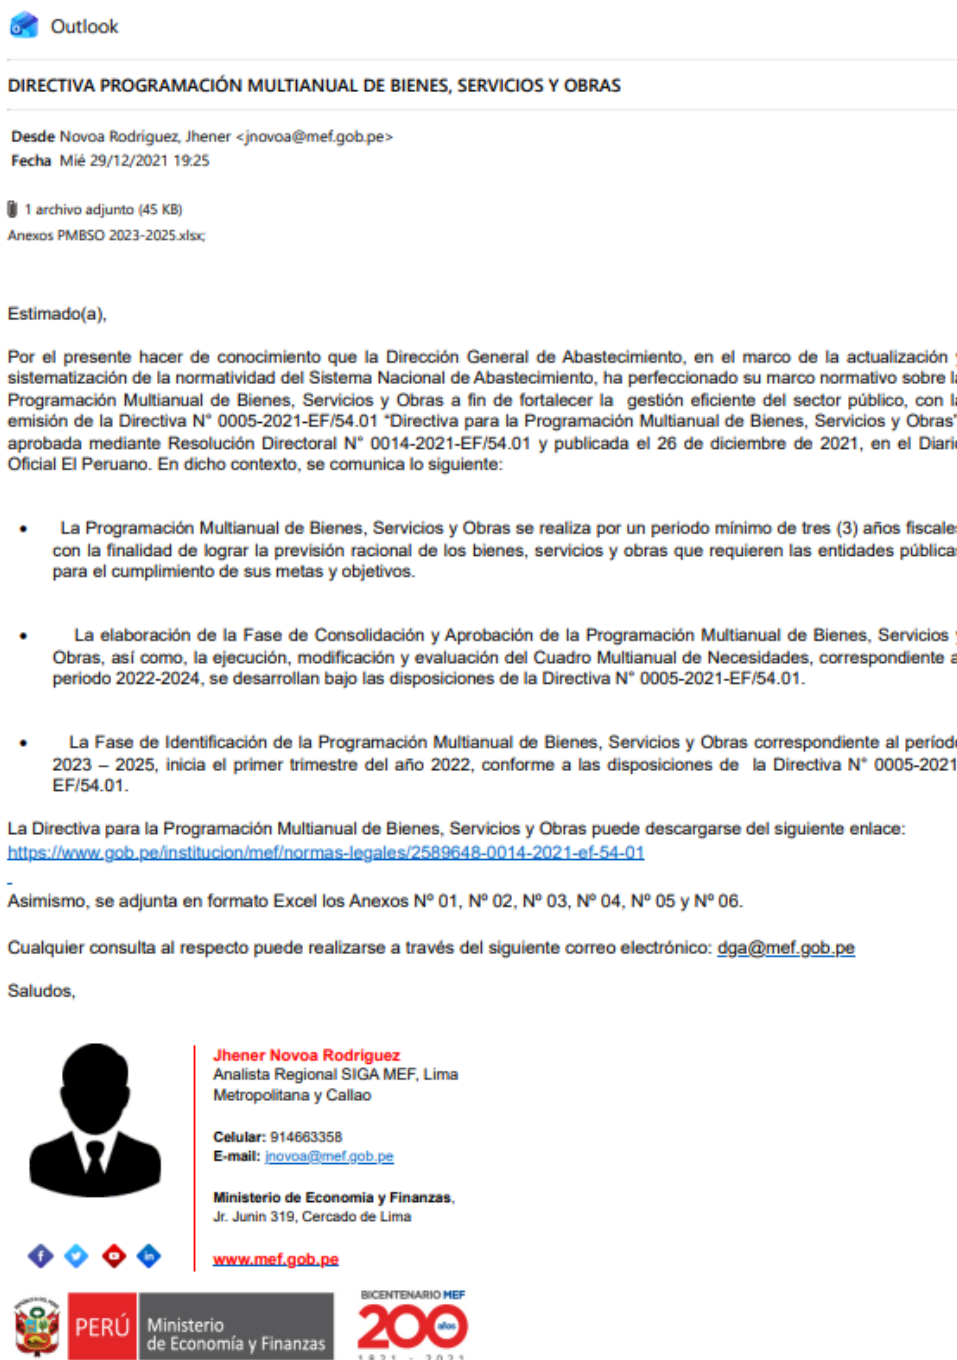 Outlook
DIRECTIVA PROGRAMACIÓN MULTIANUAL DE BIENES, SERVICIOS Y OBRAS
Desde Novoa Rodriguez, Jhener <jnovoa@mef.gob.pe>
Fecha Mié 29/12/2021 19:25
1 archivo adjunto (45 KB)
Anexos PMBSO 2023-2025.xlsx;
Estimado(a),
Por el presente hacer de conocimiento que la Dirección General de Abastecimiento, en el marco de la actualización y
sistematización de la normatividad del Sistema Nacional de Abastecimiento, ha perfeccionado su marco normativo sobre la
Programación Multianual de Bienes, Servicios y Obras a fin de fortalecer la gestión eficiente del sector público, con la
emisión de la Directiva N° 0005-2021-EF/54.01 “Directiva para la Programación Multianual de Bienes, Servicios y Obras”
aprobada mediante Resolución Directoral N° 0014-2021-EF/54.01 y publicada el 26 de diciembre de 2021, en el Diario
Oficial El Peruano. En dicho contexto, se comunica lo siguiente:
• La Programación Multianual de Bienes, Servicios y Obras se realiza por un periodo mínimo de tres (3) años fiscales
con la finalidad de lograr la previsión racional de los bienes, servicios y obras que requieren las entidades públicas
para el cumplimiento de sus metas y objetivos.
• La elaboración de la Fase de Consolidación y Aprobación de la Programación Multianual de Bienes, Servicios y
Obras, así como, la ejecución, modificación y evaluación del Cuadro Multianual de Necesidades, correspondiente al
periodo 2022-2024, se desarrollan bajo las disposiciones de la Directiva N° 0005-2021-EF/54.01.
• La Fase de Identificación de la Programación Multianual de Bienes, Servicios y Obras correspondiente al período
2023 – 2025, inicia el primer trimestre del año 2022, conforme a las disposiciones de la Directiva N° 0005-2021-
EF/54.01.
La Directiva para la Programación Multianual de Bienes, Servicios y Obras puede descargarse del siguiente enlace:
https://www.gob.pe/institucion/mef/normas-legales/2589648-0014-2021-ef-54-01
Asimismo, se adjunta en formato Excel los Anexos Nº 01, Nº 02, Nº 03, Nº 04, Nº 05 y Nº 06.
Cualquier consulta al respecto puede realizarse a través del siguiente correo electrónico: dga@mef.gob.pe
Saludos,
Jhener Novoa Rodriguez
Analista Regional SIGA MEF, Lima
Metropolitana y Callao
Celular: 914663358
E-mail: jnovoa@mef.gob.pe
Ministerio de Economia y Finanzas,
Jr. Junin 319, Cercado de Lima
www.mef.gob.pe
PERÚ
Ministerio
de Economía y Finanzas
BICENTENARIO MEF
200 años
1821 - 2021